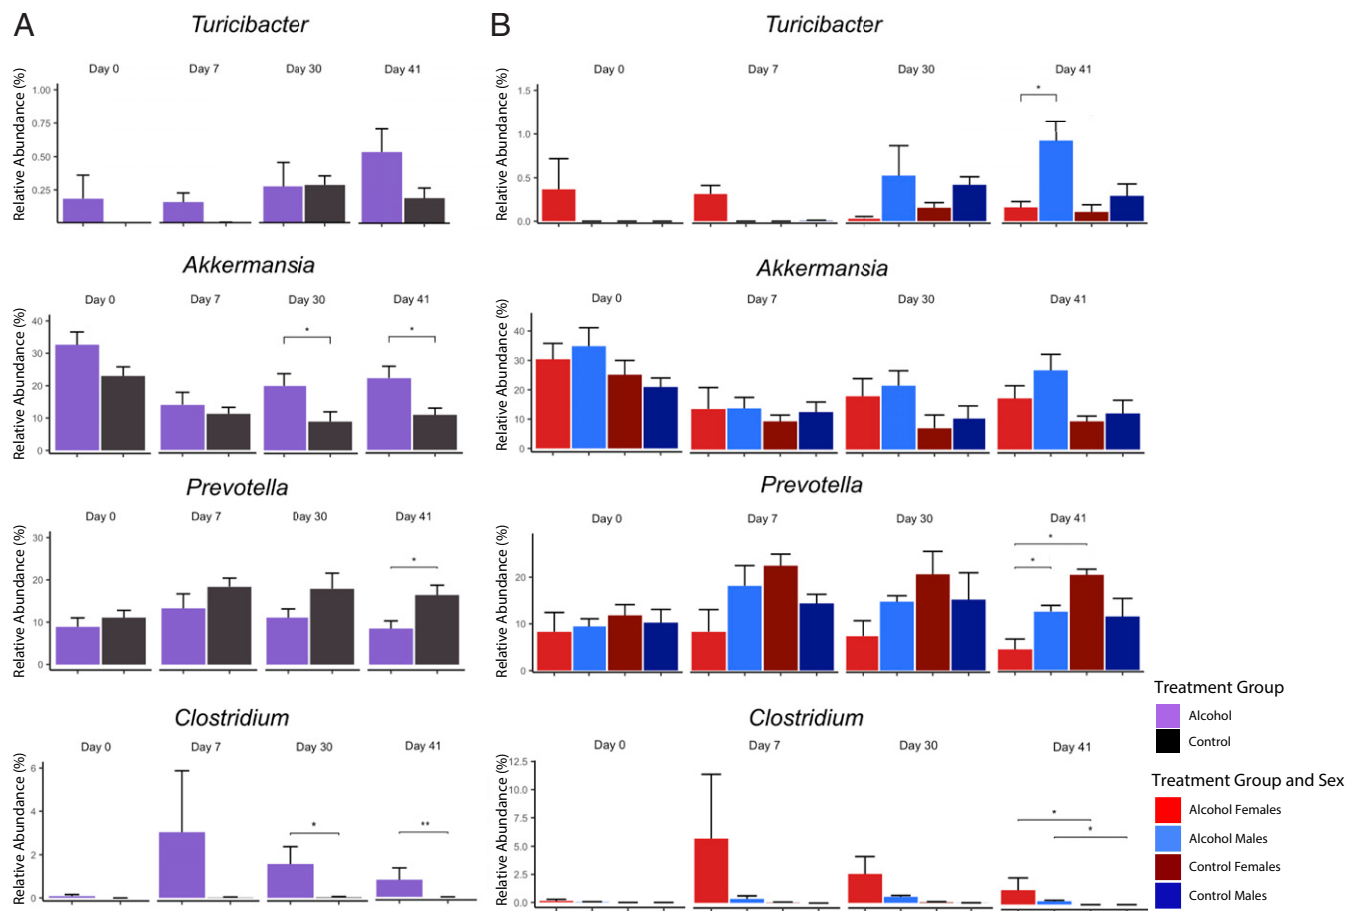 A
Turicibacter
Day 0 Day 7 Day 30 Day 41
Relative Abundance (%)
1.00
0.75
0.50
0.25
Akkermansia
Day 0 Day 7 Day 30 Day 41
Relative Abundance (%)
40
30
20
10
0
* *
Prevotella
Day 0 Day 7 Day 30 Day 41
Relative Abundance (%)
30
20
10
0
*
Clostridium
Day 0 Day 7 Day 30 Day 41
Relative Abundance (%)
6
4
2
0
* **
B
Turicibacter
Day 0 Day 7 Day 30 Day 41
Relative Abundance (%)
1.5
1.0
0.5
0.0
*
Akkermansia
Day 0 Day 7 Day 30 Day 41
Relative Abundance (%)
40
30
20
10
0
Prevotella
Day 0 Day 7 Day 30 Day 41
Relative Abundance (%)
20
10
0
*
*
Clostridium
Day 0 Day 7 Day 30 Day 41
Relative Abundance (%)
12.5
10.0
7.5
5.0
2.5
0.0
*
*
Treatment Group
Alcohol
Control
Treatment Group and Sex
Alcohol Females
Alcohol Males
Control Females
Control Males